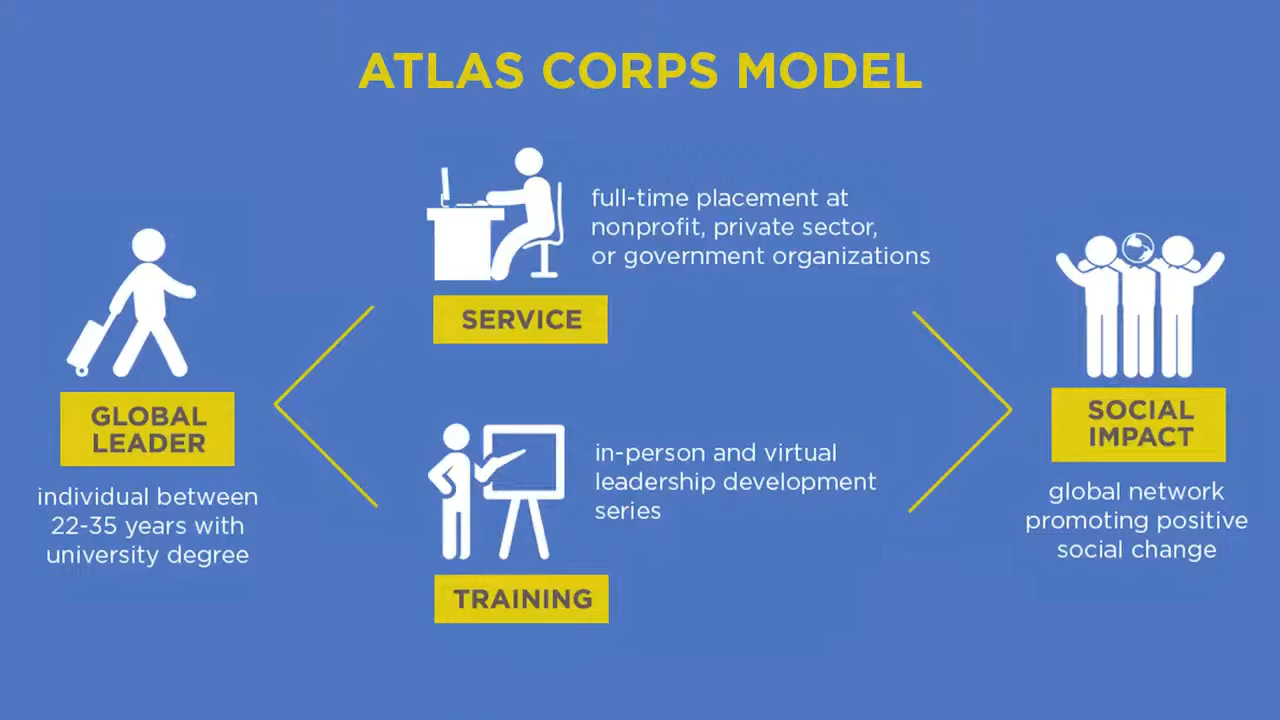 ATLAS CORPS MODEL
GLOBAL
LEADER
individual between
22-35 years with
university degree
full-time placement at
nonprofit, private sector,
or government organizations
SERVICE
in-person and virtual
leadership development
series
TRAINING
SOCIAL
IMPACT
global network
promoting positive
social change